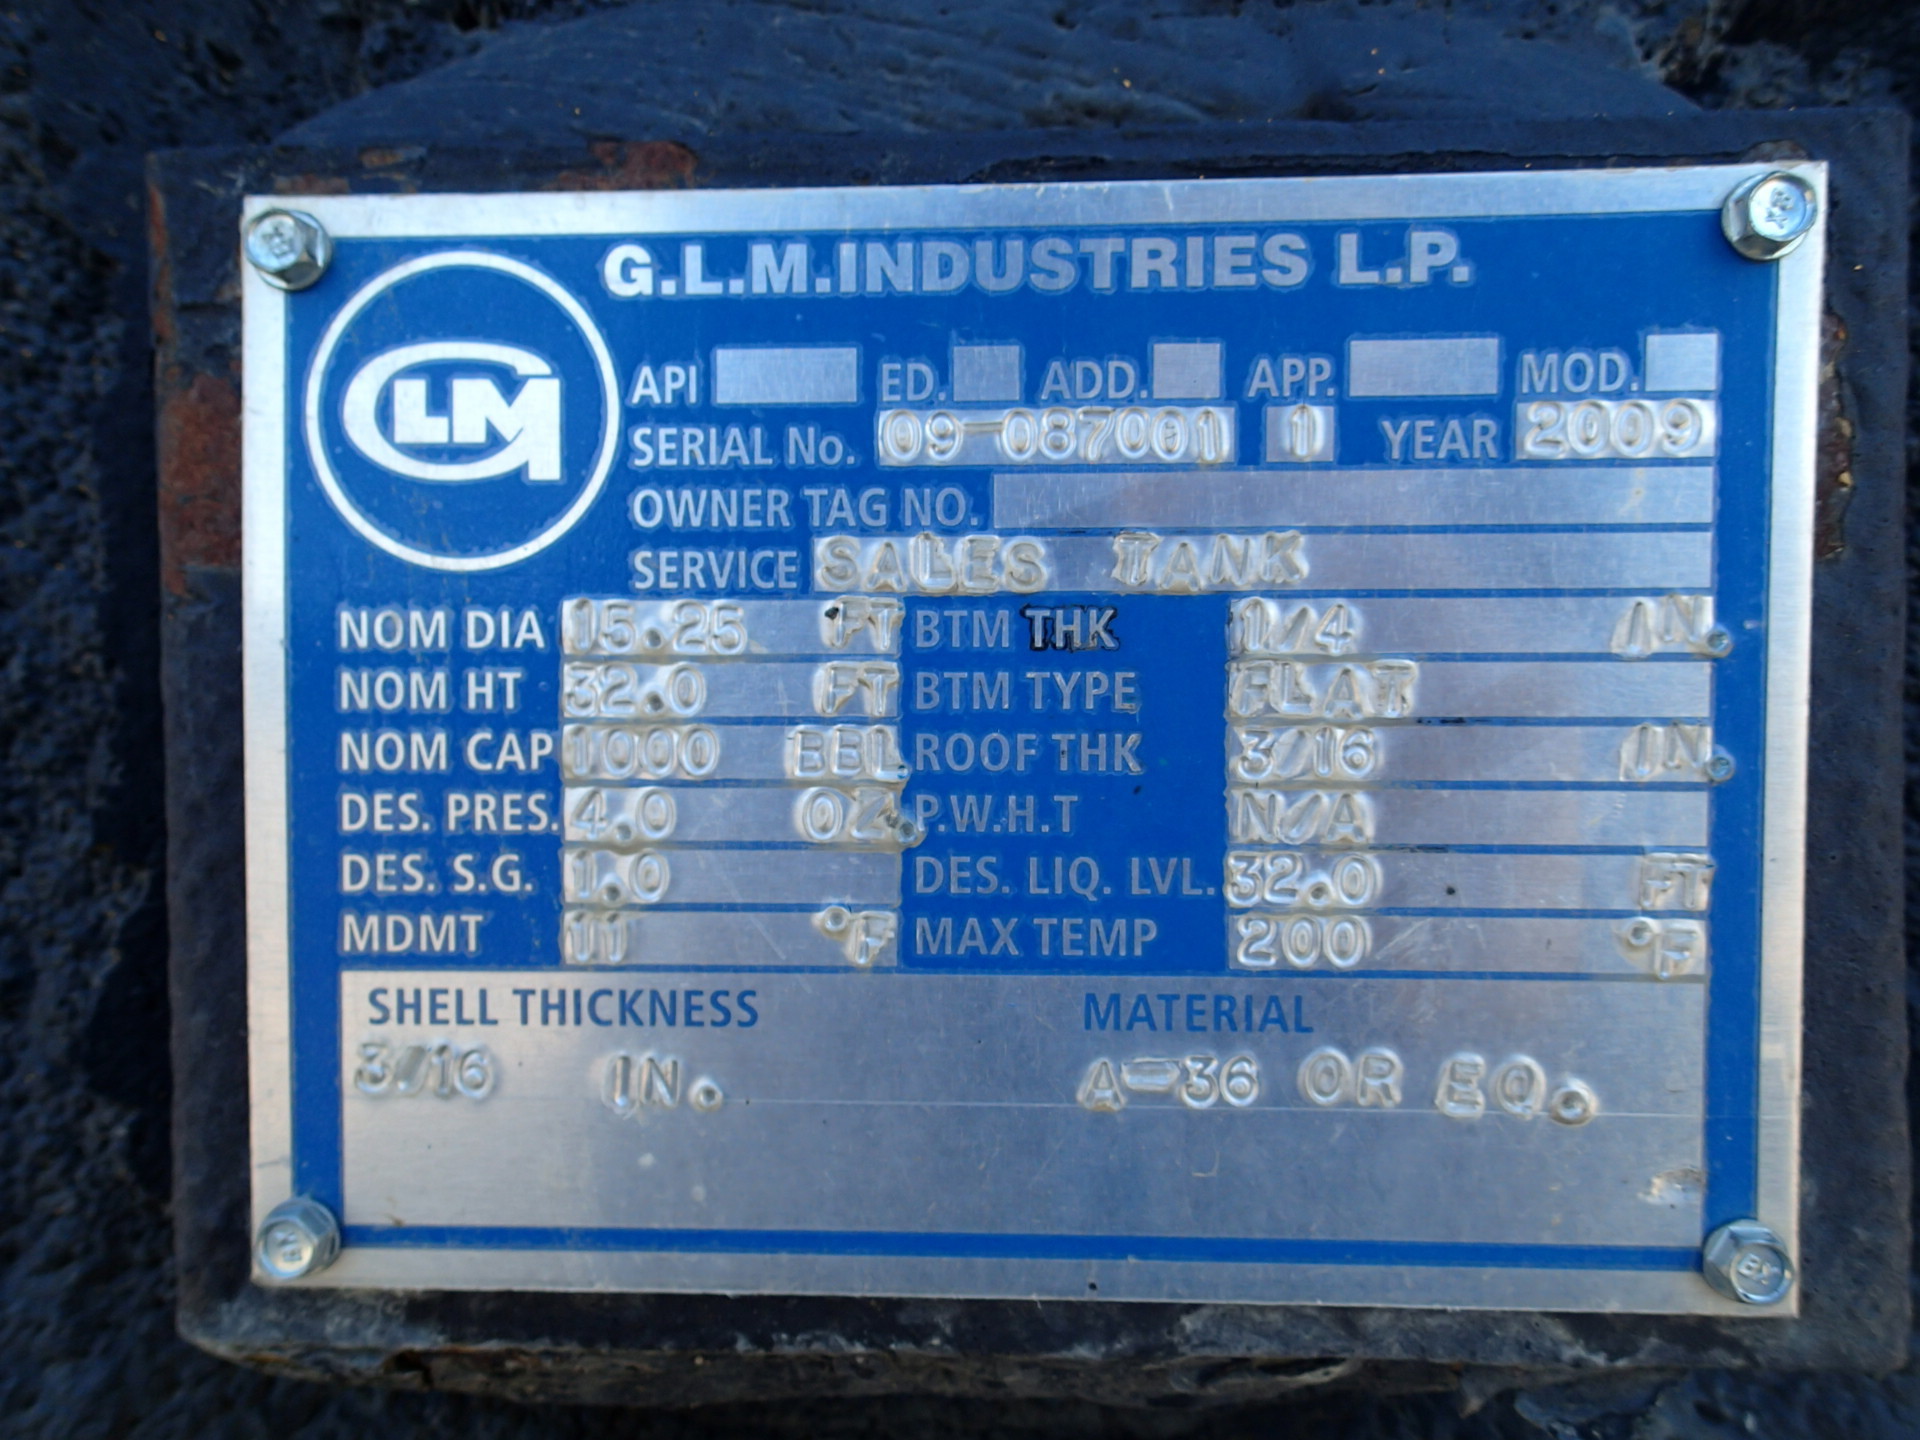 G.L.M.INDUSTRIES L.P.
GLM
API ED. ADD. APP. MOD.
SERIAL No. 09-087001 1 YEAR 2009
OWNER TAG NO.
SERVICE SALES TANK
NOM DIA 15.25 FT BTM THK 1/4 IN.
NOM HT 32.0 FT BTM TYPE FLAT
NOM CAP 1000 BBL. ROOF THK 3/16 IN.
DES. PRES. 4.0 OZ. P.W.H.T N/A
DES. S.G. 1.0 DES. LIQ. LVL. 32.0 FT
MDMT 11 °F MAX TEMP 200 °F
SHELL THICKNESS MATERIAL
3/16 IN. A-36 OR EQ.